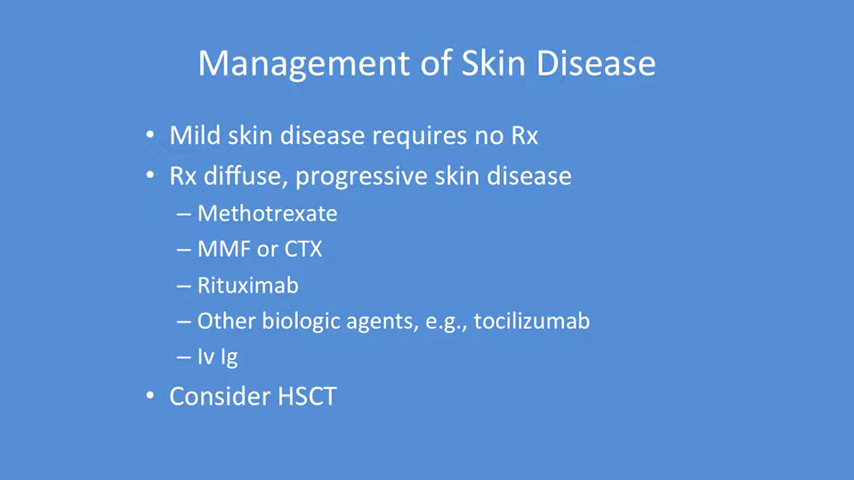 Management of Skin Disease
• Mild skin disease requires no Rx
• Rx diffuse, progressive skin disease
– Methotrexate
– MMF or CTX
– Rituximab
– Other biologic agents, e.g., tocilizumab
– Iv Ig
• Consider HSCT